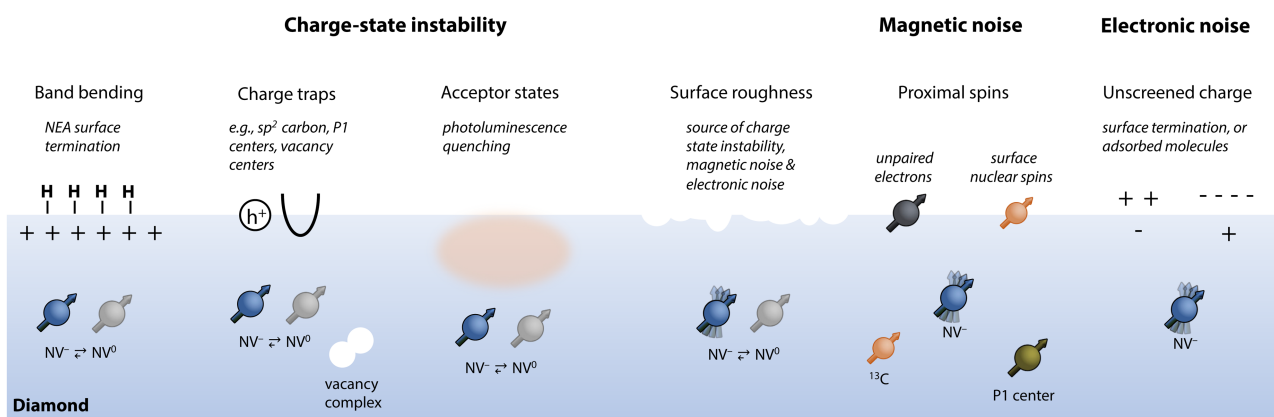 Charge-state instability
Magnetic noise
Electronic noise
Band bending
NEA surface
termination
Charge traps
e.g., sp² carbon, P1
centers, vacancy
centers
Acceptor states
photoluminescence
quenching
Surface roughness
source of charge
state instability,
magnetic noise &
electronic noise
Proximal spins
unpaired
electrons
surface
nuclear spins
Unscreened charge
surface termination, or
adsorbed molecules
H H H H
+ + + + + +
h⁺
+ +
-
- - - -
+
NV⁻ ⇄ NV⁰
NV⁻ ⇄ NV⁰
vacancy
complex
NV⁻ ⇄ NV⁰
NV⁻ ⇄ NV⁰
NV⁻
¹³C
P1 center
NV⁻
Diamond